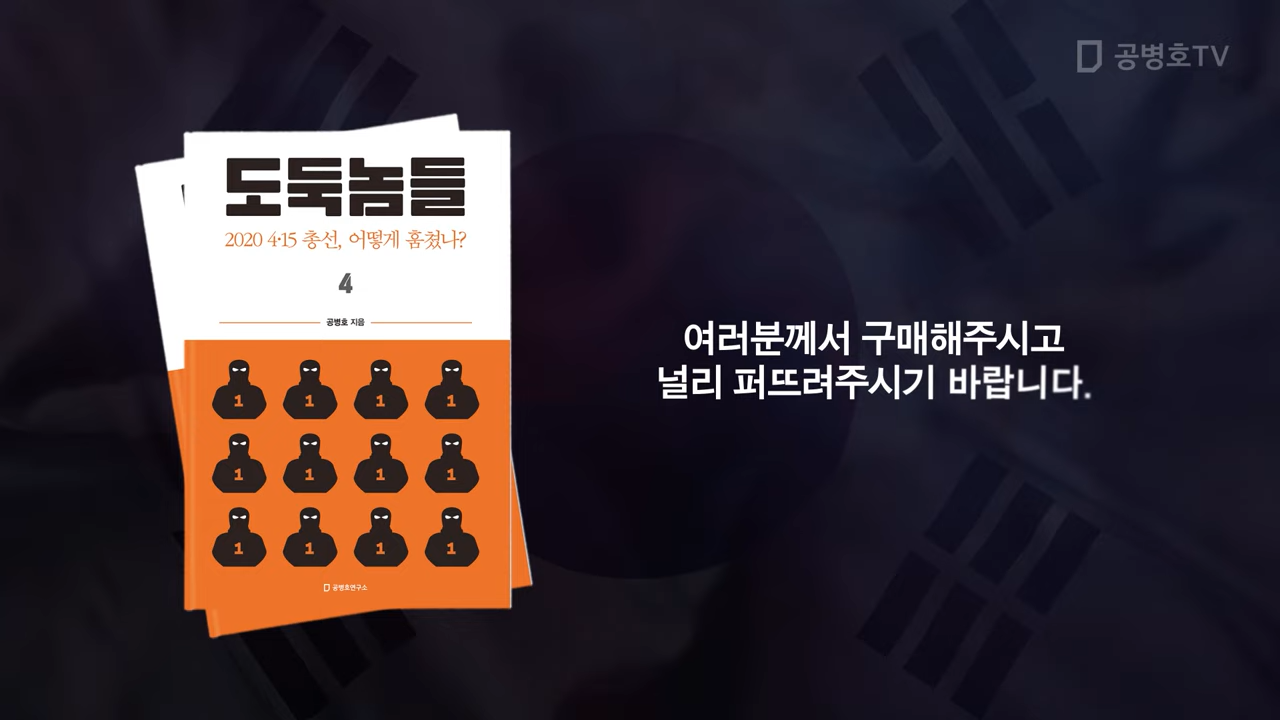 공병호TV
도둑놈들
2020 4·15 총선, 어떻게 훔쳤나?
4
공병호 지음
1 1 1 1
1 1 1 1
1 1 1 1
공병호연구소
여러분께서 구매해주시고
널리 퍼뜨려주시기 바랍니다.